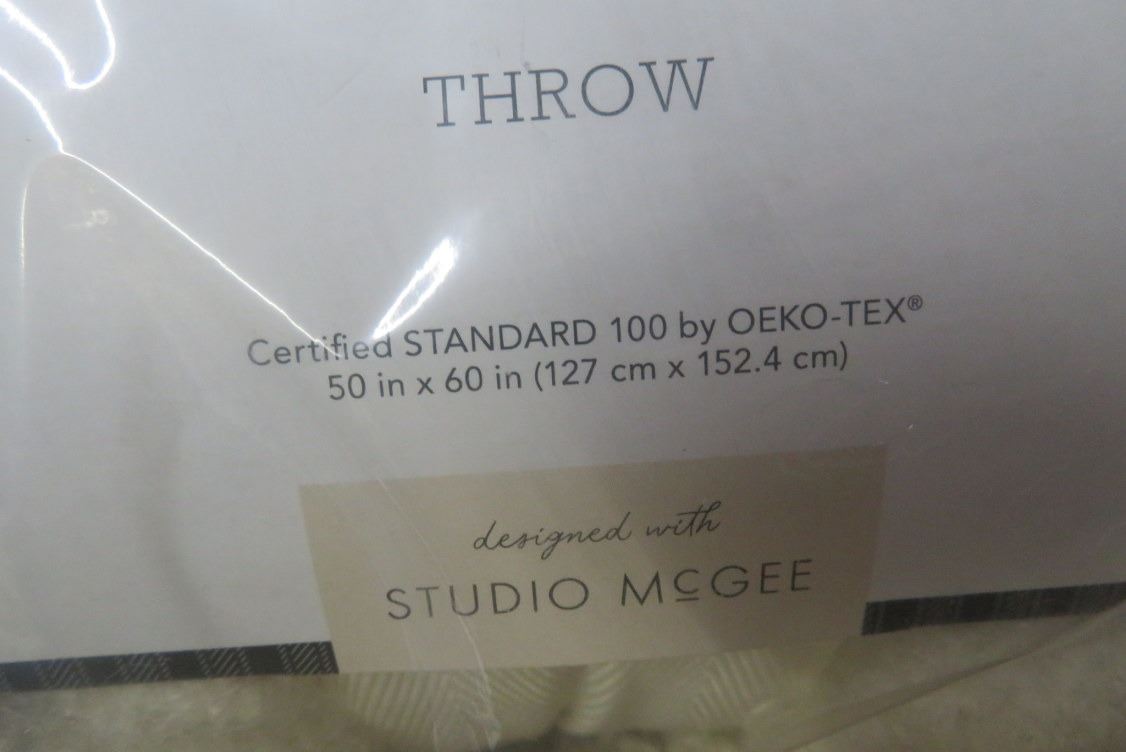 THROW
Certified STANDARD 100 by OEKO-TEX®
50 in x 60 in (127 cm x 152.4 cm)
designed with
STUDIO McGEE